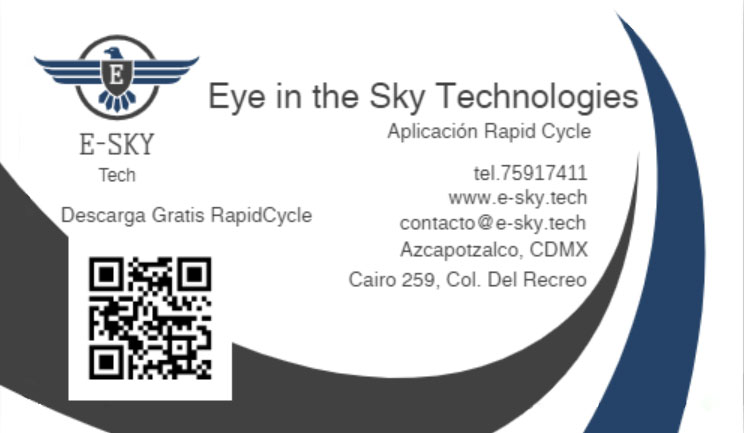 E
E-SKY
Tech
Eye in the Sky Technologies
Aplicación Rapid Cycle
tel.75917411
www.e-sky.tech
contacto@e-sky.tech
Azcapotzalco, CDMX
Cairo 259, Col. Del Recreo
Descarga Gratis RapidCycle